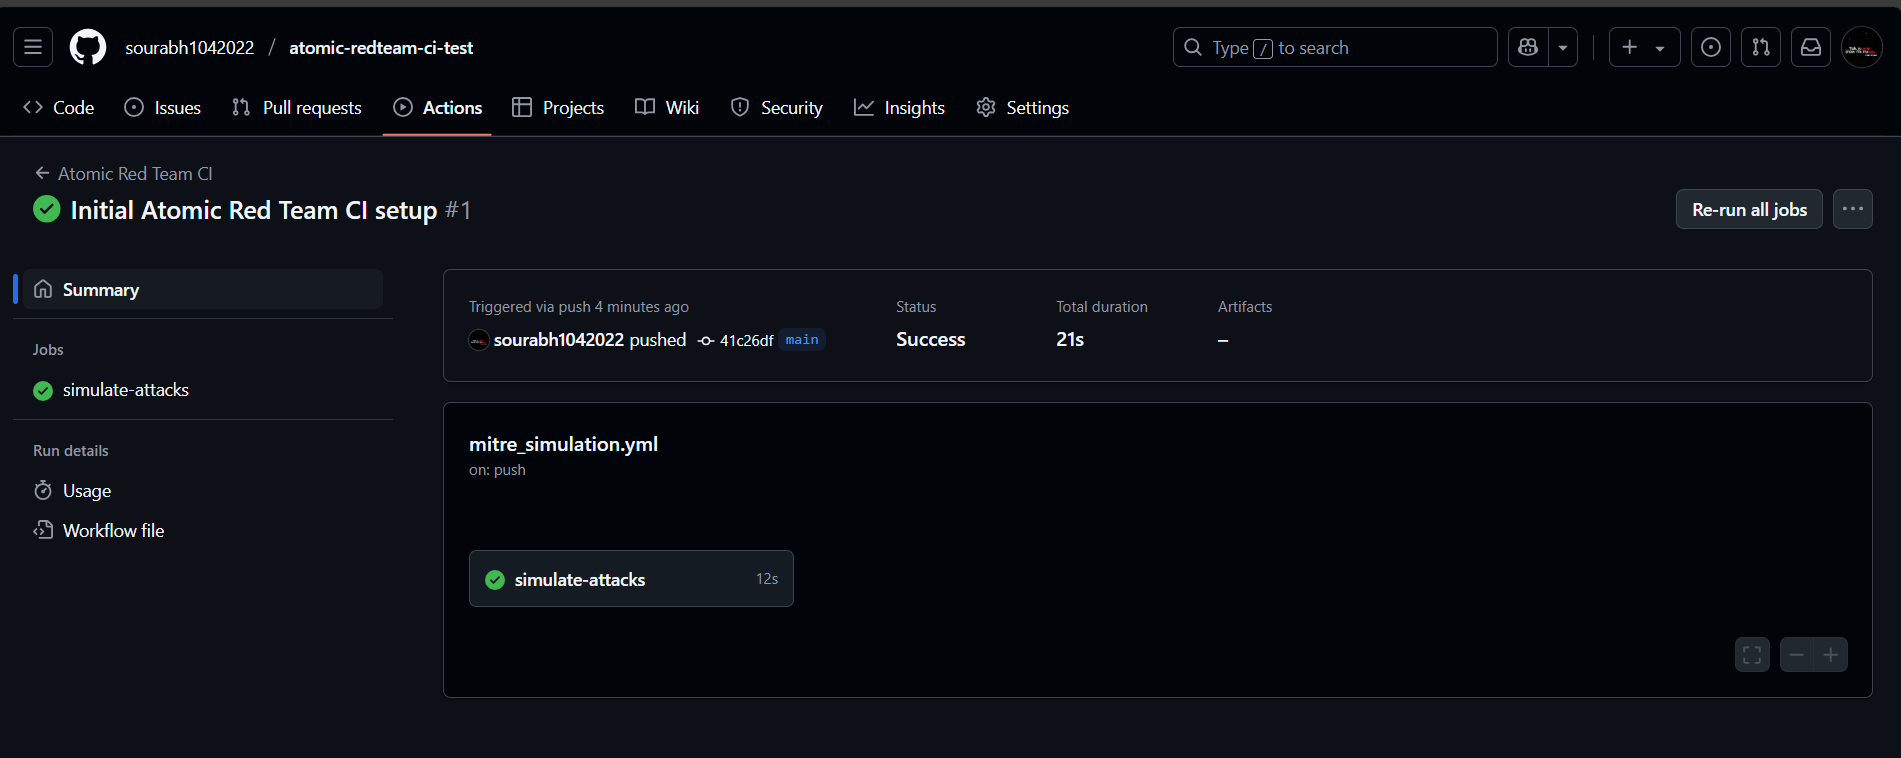 sourabh1042022 / atomic-redteam-ci-test
Type / to search
Code Issues Pull requests Actions Projects Wiki Security Insights Settings
Atomic Red Team CI
Initial Atomic Red Team CI setup #1
Re-run all jobs
Summary
Jobs
simulate-attacks
Run details
Usage
Workflow file
Triggered via push 4 minutes ago
sourabh1042022 pushed 41c26df main
Status
Success
Total duration
21s
Artifacts
–
mitre_simulation.yml
on: push
simulate-attacks 12s